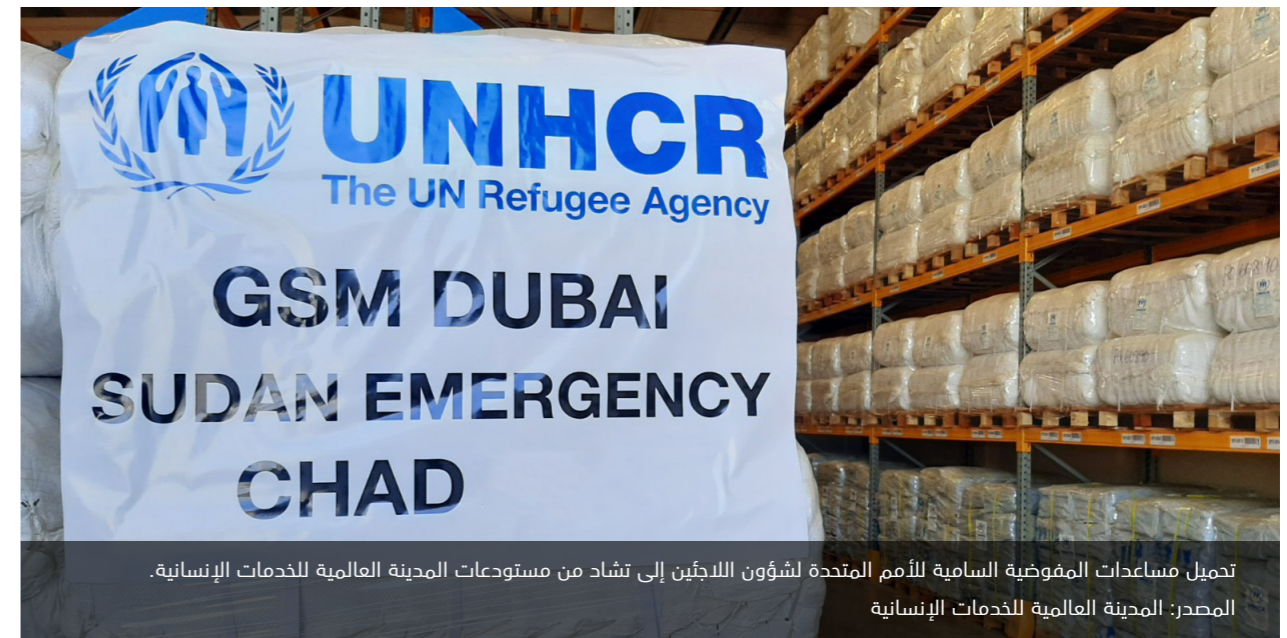 UNHCR
The UN Refugee Agency
GSM DUBAI
SUDAN EMERGENCY
CHAD
تحميل مساعدات المفوضية السامية للأمم المتحدة لشؤون اللاجئين إلى تشاد من مستودعات المدينة العالمية للخدمات الإنسانية.
المصدر: المدينة العالمية للخدمات الإنسانية